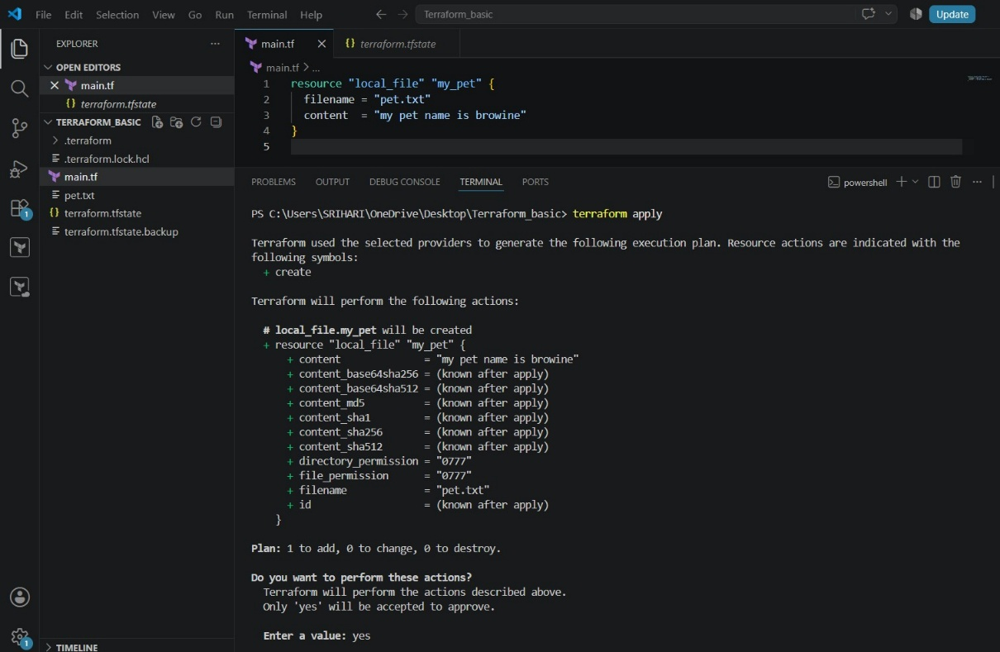 File Edit Selection View Go Run Terminal Help
Terraform_basic
Update
EXPLORER
OPEN EDITORS
main.tf
terraform.tfstate
TERRAFORM_BASIC
.terraform
.terraform.lock.hcl
main.tf
pet.txt
terraform.tfstate
terraform.tfstate.backup
TIMELINE
1
1
main.tf
terraform.tfstate
main.tf > ...
1 resource "local_file" "my_pet" {
2   filename = "pet.txt"
3   content  = "my pet name is browine"
4 }
5
PROBLEMS OUTPUT DEBUG CONSOLE TERMINAL PORTS
powershell
PS C:\Users\SRIHARI\OneDrive\Desktop\Terraform_basic> terraform apply
Terraform used the selected providers to generate the following execution plan. Resource actions are indicated with the
following symbols:
  + create
Terraform will perform the following actions:
  # local_file.my_pet will be created
  + resource "local_file" "my_pet" {
      + content              = "my pet name is browine"
      + content_base64sha256 = (known after apply)
      + content_base64sha512 = (known after apply)
      + content_md5          = (known after apply)
      + content_sha1         = (known after apply)
      + content_sha256       = (known after apply)
      + content_sha512       = (known after apply)
      + directory_permission = "0777"
      + file_permission      = "0777"
      + filename             = "pet.txt"
      + id                   = (known after apply)
    }
Plan: 1 to add, 0 to change, 0 to destroy.
Do you want to perform these actions?
  Terraform will perform the actions described above.
  Only 'yes' will be accepted to approve.
  Enter a value: yes